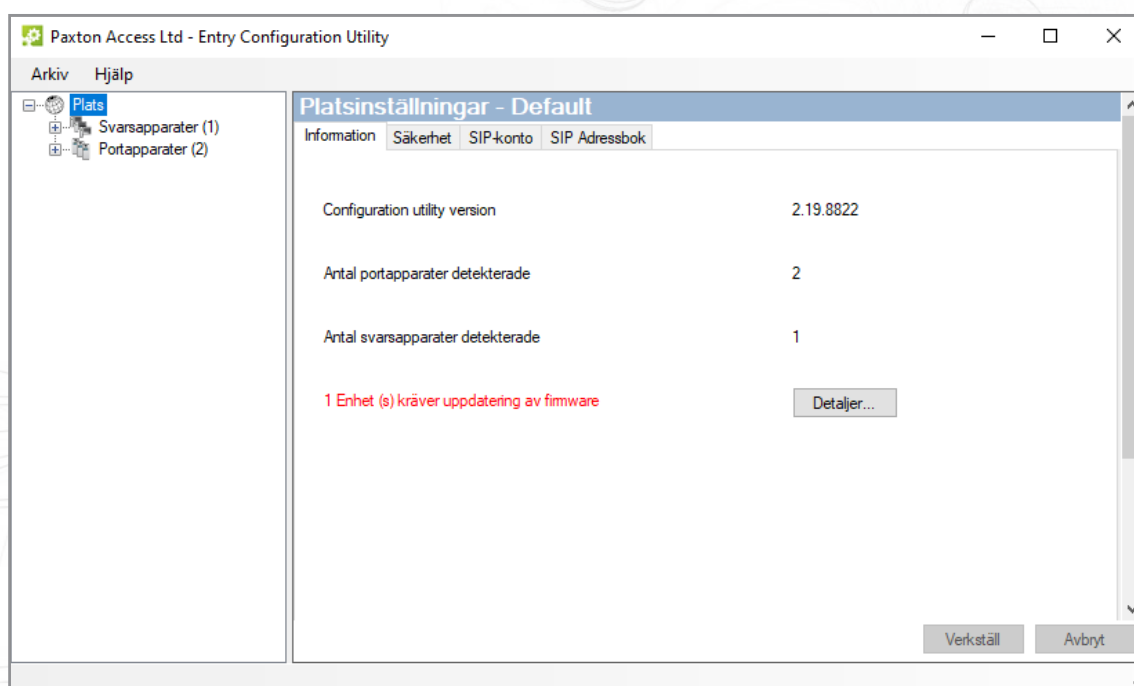 Paxton Access Ltd - Entry Configuration Utility
Arkiv Hjälp
Plats
Svarsapparater (1)
Portapparater (2)
Platsinställningar - Default
Information Säkerhet SIP-konto SIP Adressbok
Configuration utility version 2.19.8822
Antal portapparater detekterade 2
Antal svarsapparater detekterade 1
1 Enhet (s) kräver uppdatering av firmware Detaljer...
Verkställ Avbryt